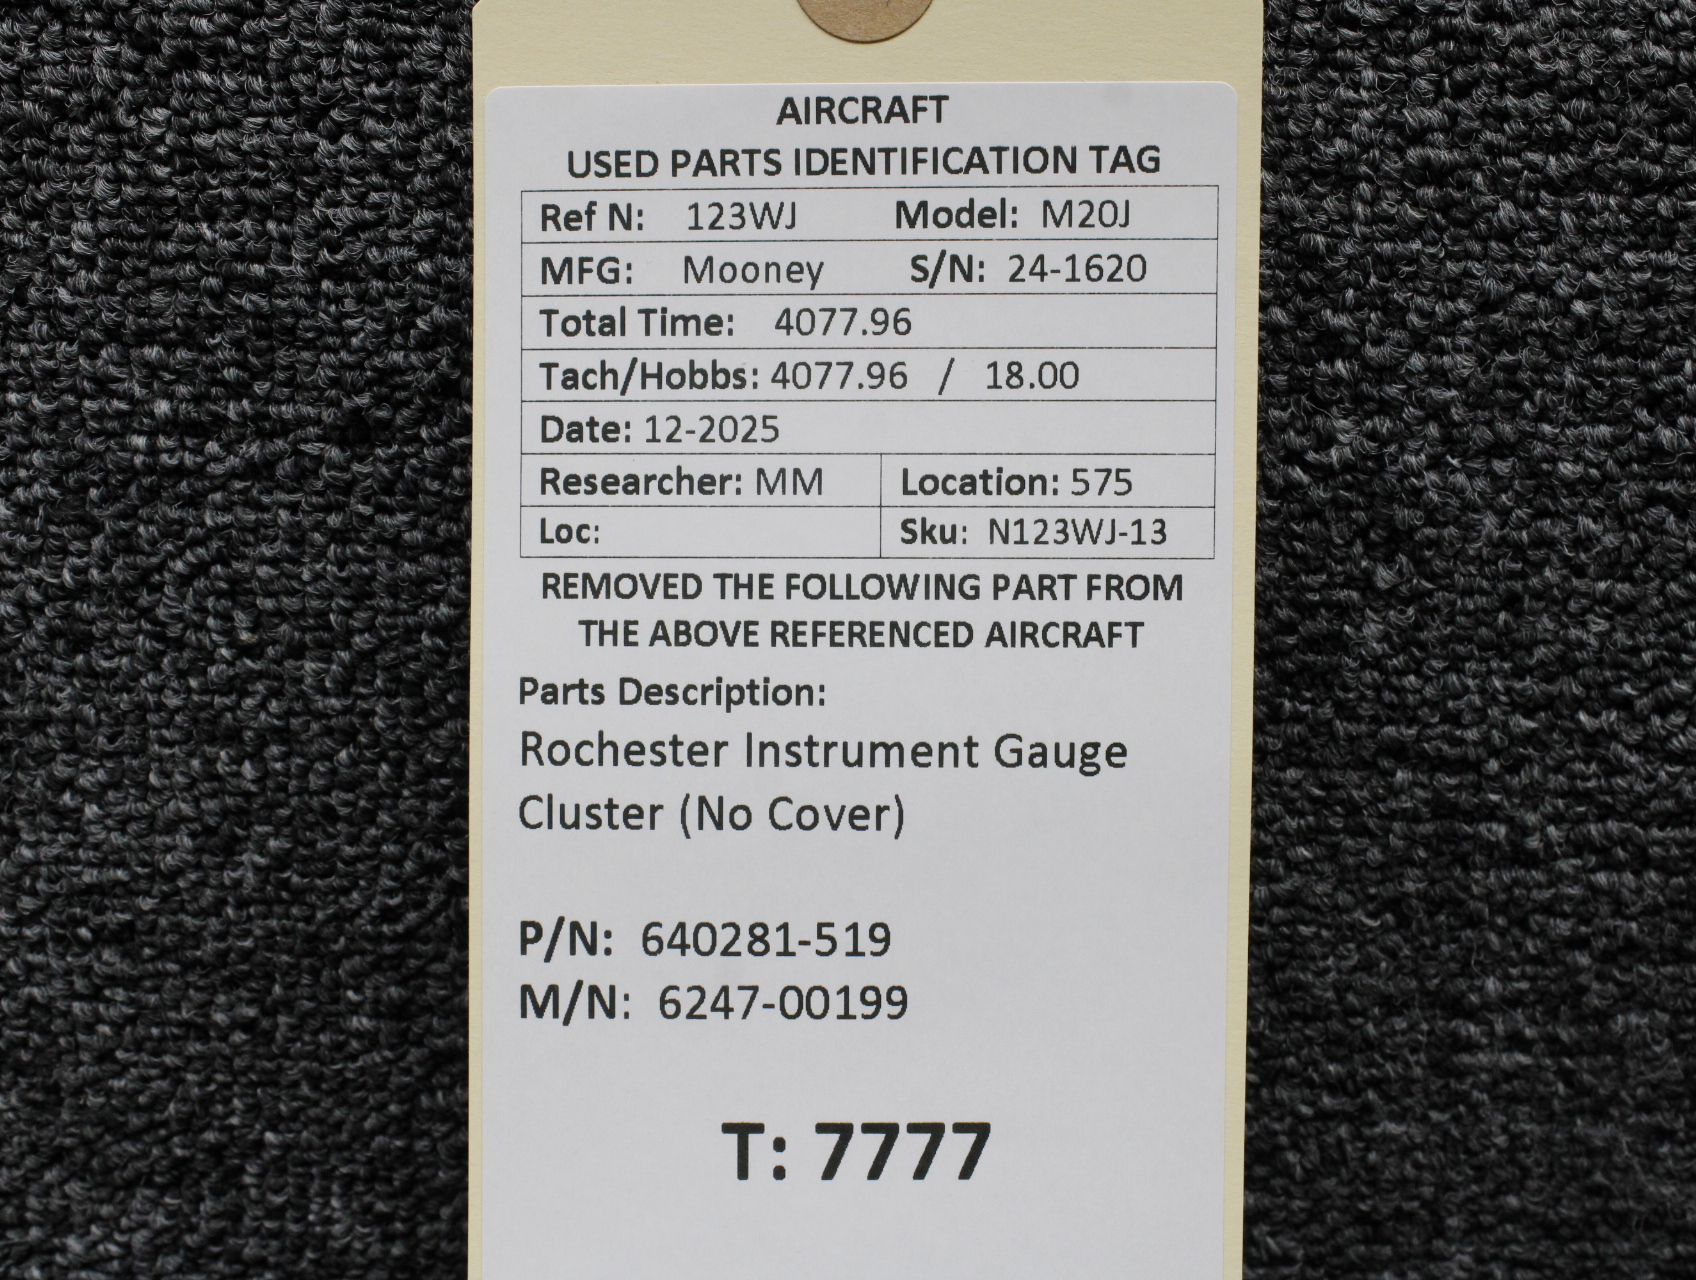 AIRCRAFT
USED PARTS IDENTIFICATION TAG
Ref N: 123WJ Model: M20J
MFG: Mooney S/N: 24-1620
Total Time: 4077.96
Tach/Hobbs: 4077.96 / 18.00
Date: 12-2025
Researcher: MM Location: 575
Loc: Sku: N123WJ-13
REMOVED THE FOLLOWING PART FROM
THE ABOVE REFERENCED AIRCRAFT
Parts Description:
Rochester Instrument Gauge
Cluster (No Cover)
P/N: 640281-519
M/N: 6247-00199
T: 7777